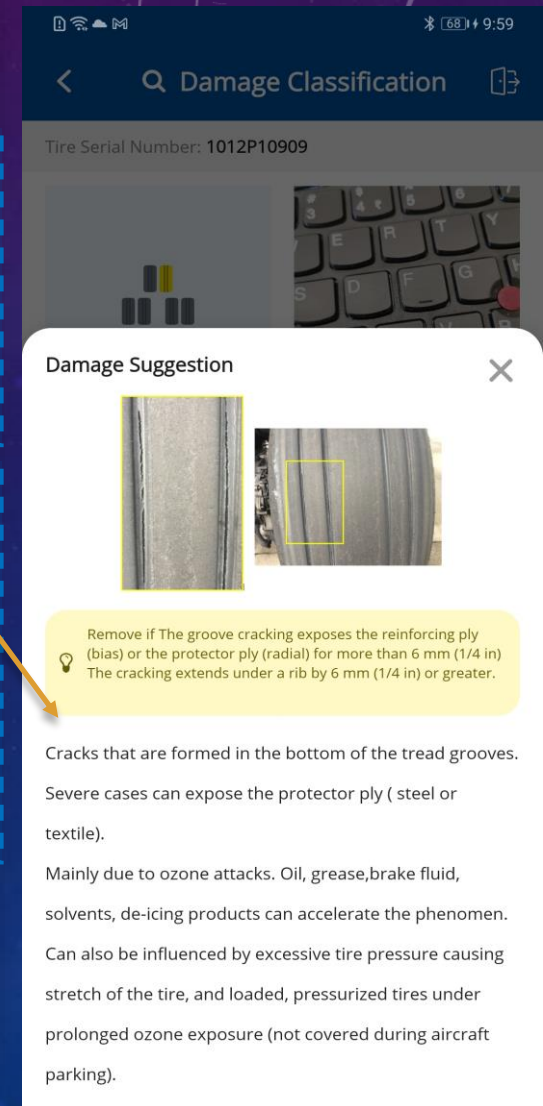 68 9:59
Damage Classification
Tire Serial Number: 1012P10909
# $ % &
3 4 ₹ 5 6
E R T Y
S D F G H
V B
Damage Suggestion
Remove if The groove cracking exposes the reinforcing ply
(bias) or the protector ply (radial) for more than 6 mm (1/4 in)
The cracking extends under a rib by 6 mm (1/4 in) or greater.
Cracks that are formed in the bottom of the tread grooves.
Severe cases can expose the protector ply ( steel or
textile).
Mainly due to ozone attacks. Oil, grease,brake fluid,
solvents, de-icing products can accelerate the phenomen.
Can also be influenced by excessive tire pressure causing
stretch of the tire, and loaded, pressurized tires under
prolonged ozone exposure (not covered during aircraft
parking).